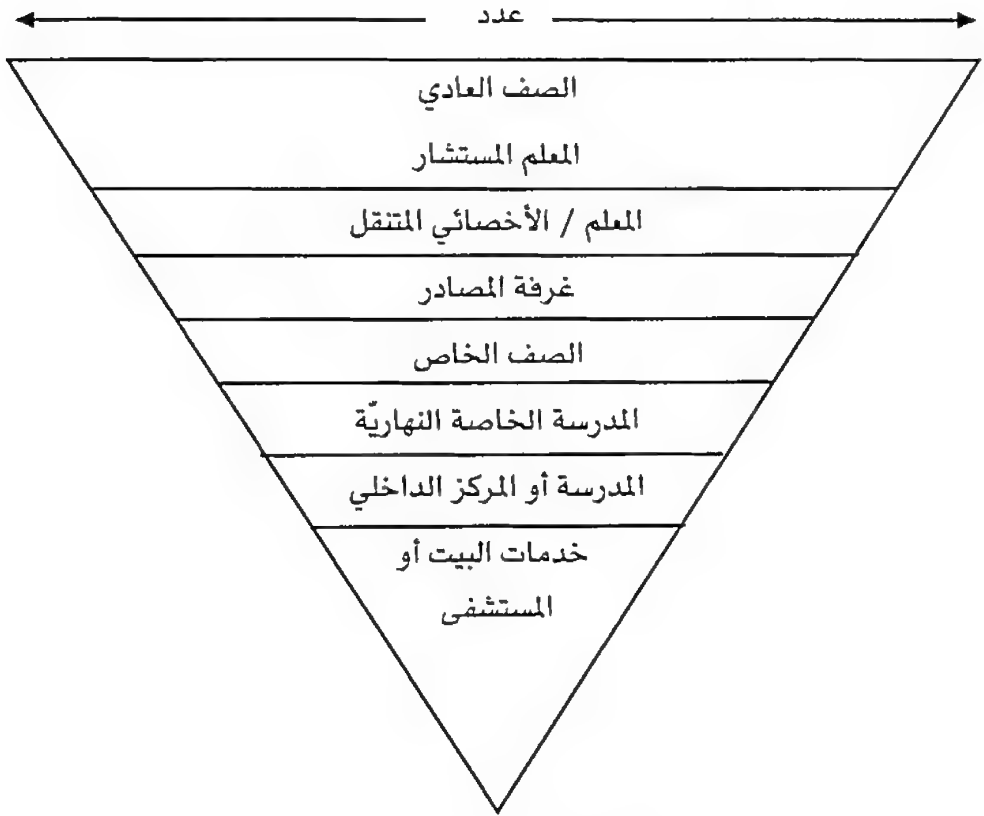 عدد
الصف العادي
المعلم المستشار
المعلم / الأخصائي المتنقل
غرفة المصادر
الصف الخاص
المدرسة الخاصة النهاريّة
المدرسة أو المركز الداخلي
خدمات البيت أو
المستشفى